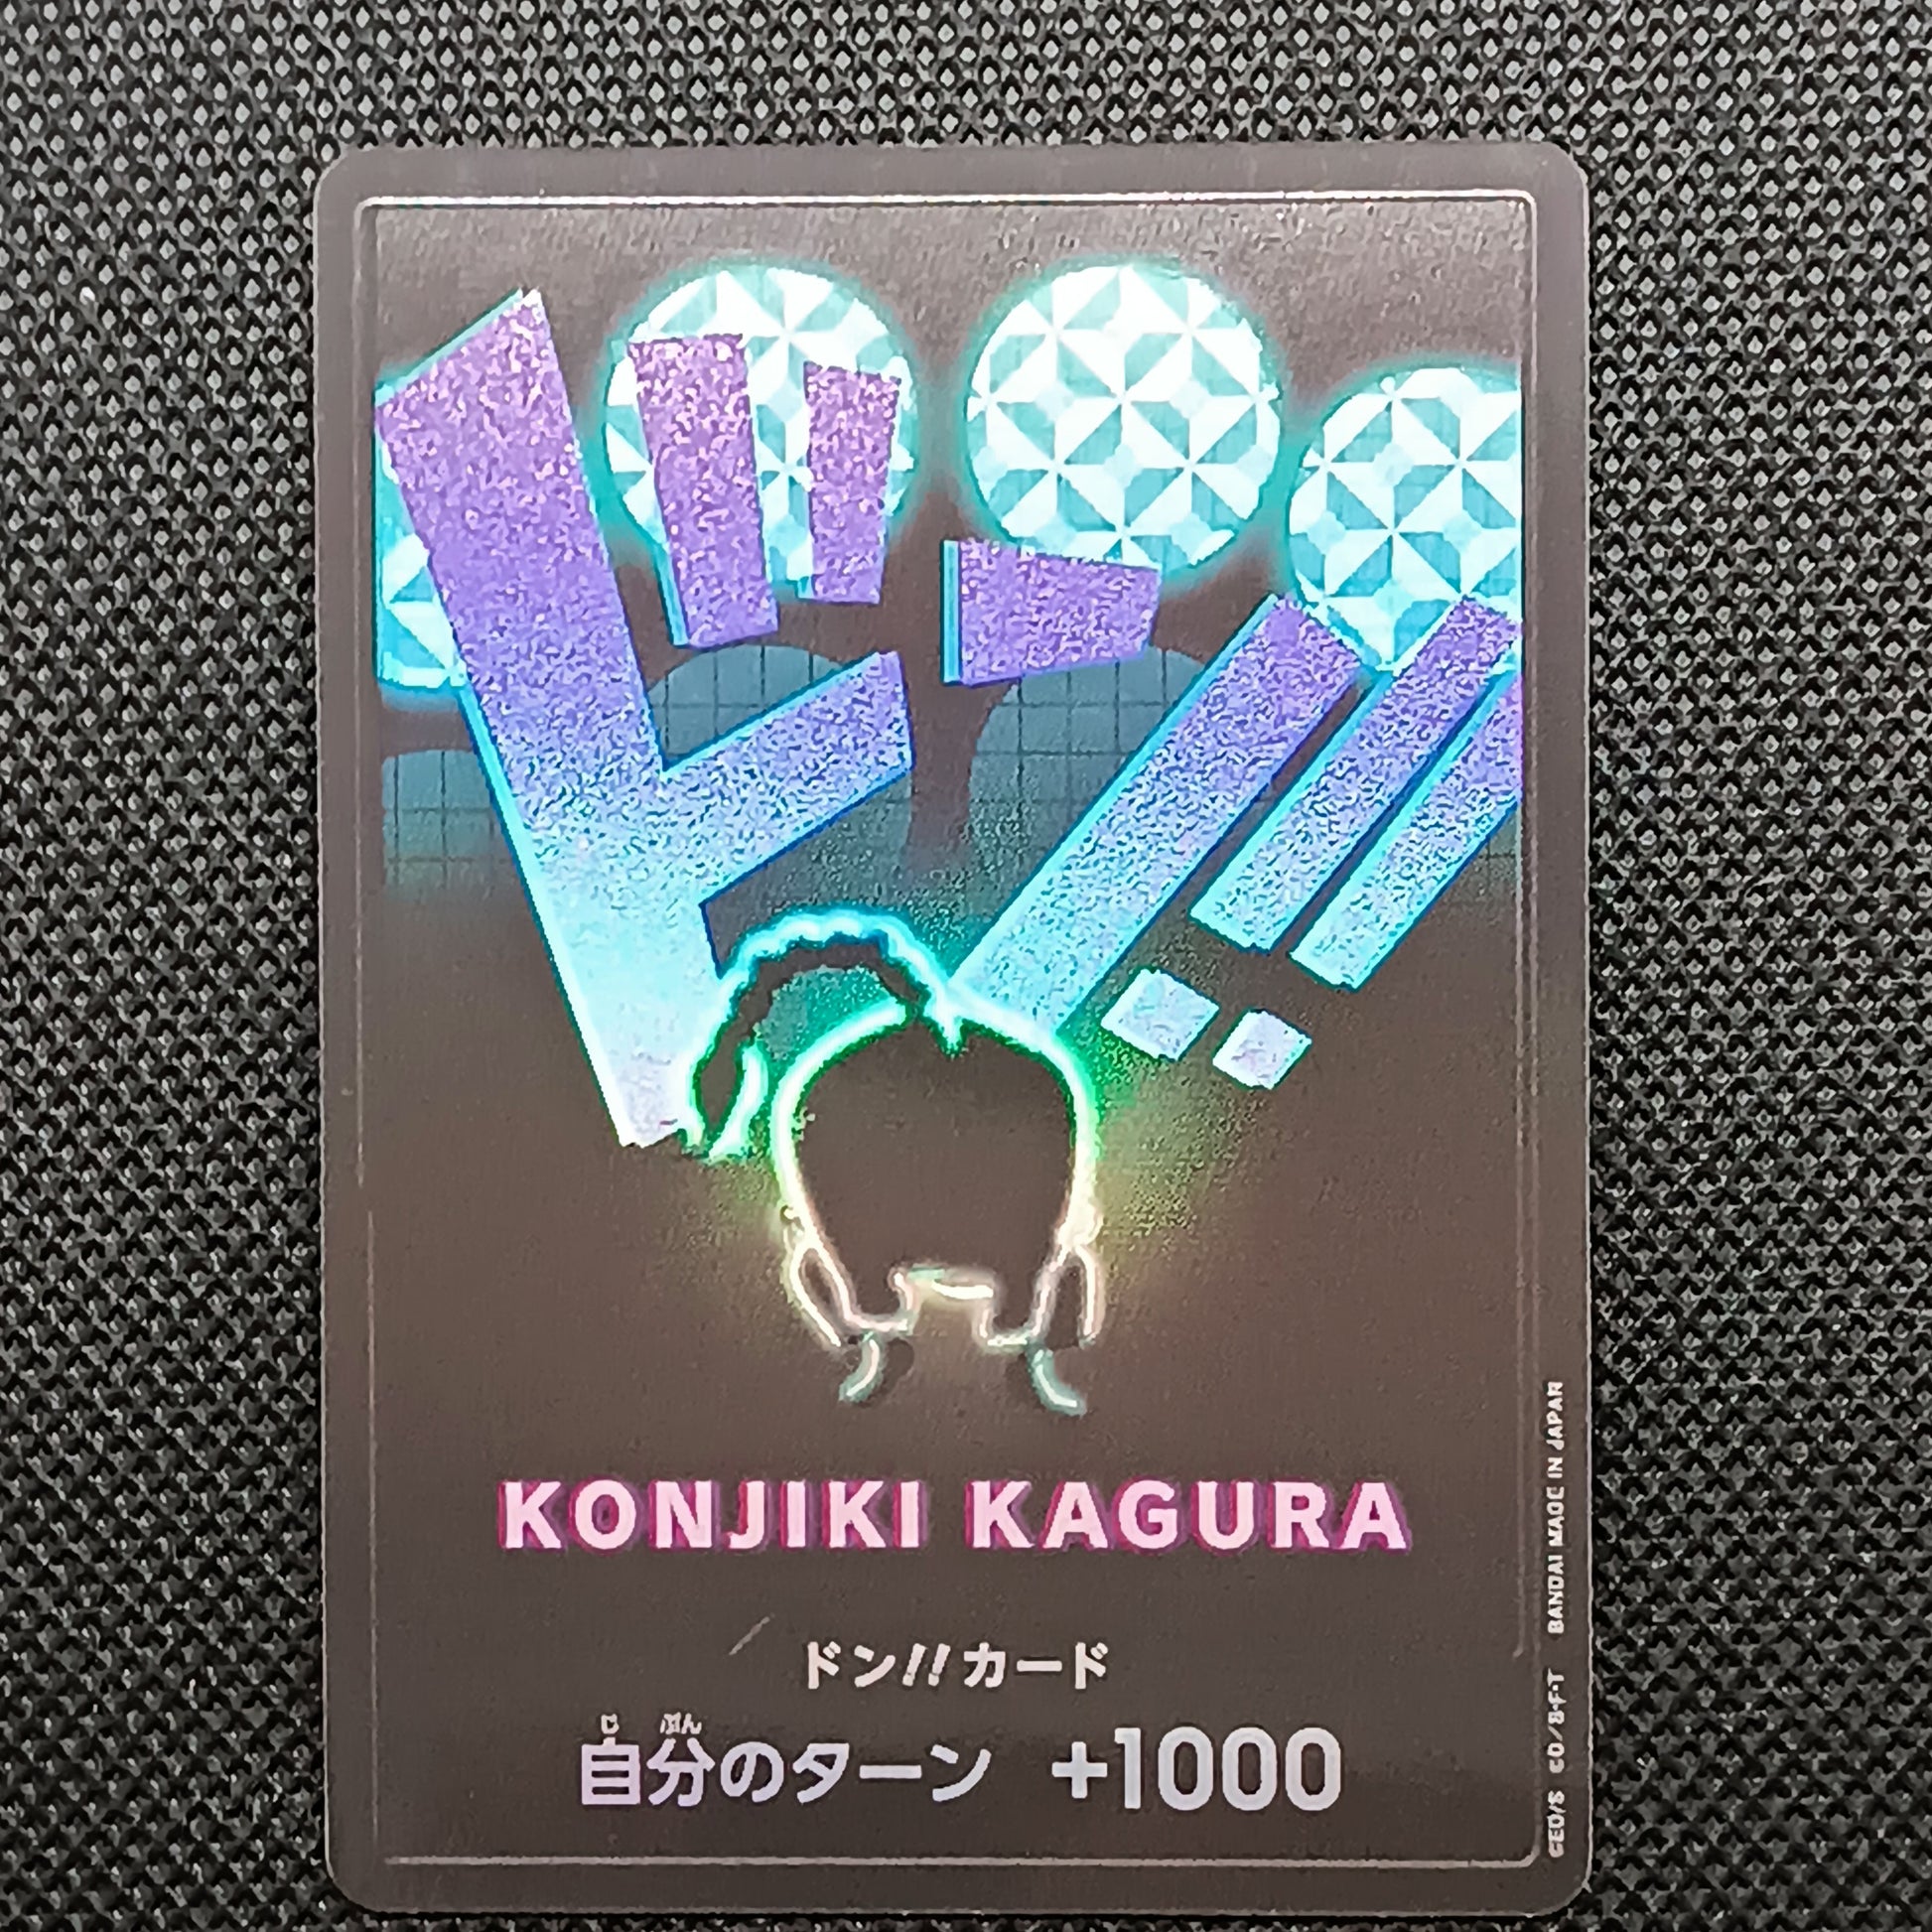 ドン!!
KONJIKI KAGURA
ドン!!カード
じ ぶん
自分のターン +1000
BANDAI MADE IN JAPAN